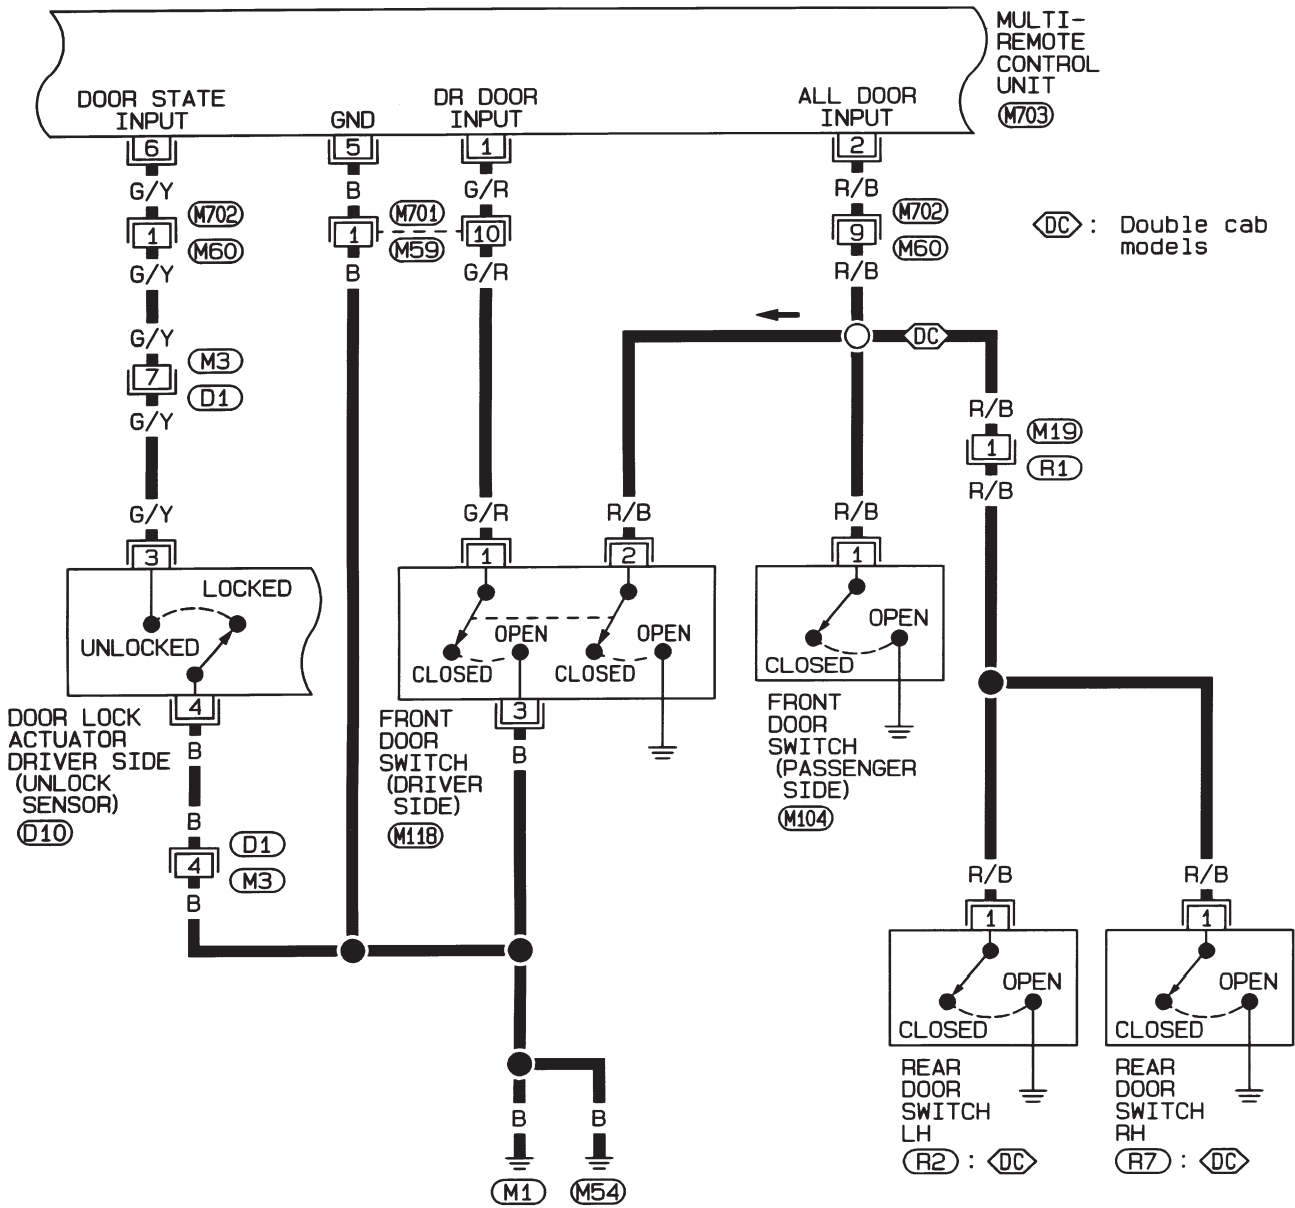 MULTI-
REMOTE
CONTROL
UNIT
M703
DOOR STATE
INPUT
GND
DR DOOR
INPUT
ALL DOOR
INPUT
6
5
1
2
G/Y
B
G/R
R/B
1
M702
M60
1
M701
M59
10
9
M702
M60
DC : Double cab
models
G/Y
B
G/R
R/B
G/Y
DC
7
M3
D1
G/Y
R/B
1
M19
R1
R/B
G/Y
G/R
R/B
R/B
3
1
2
1
LOCKED
UNLOCKED
OPEN
CLOSED
OPEN
CLOSED
OPEN
CLOSED
4
3
DOOR LOCK
ACTUATOR
DRIVER SIDE
(UNLOCK
SENSOR)
D10
B
FRONT
DOOR
SWITCH
(DRIVER
SIDE)
M118
B
FRONT
DOOR
SWITCH
(PASSENGER
SIDE)
M104
B
4
D1
M3
B
R/B
R/B
1
1
OPEN
CLOSED
OPEN
CLOSED
REAR
DOOR
SWITCH
LH
R2 : DC
REAR
DOOR
SWITCH
RH
R7 : DC
B
B
M1
M54